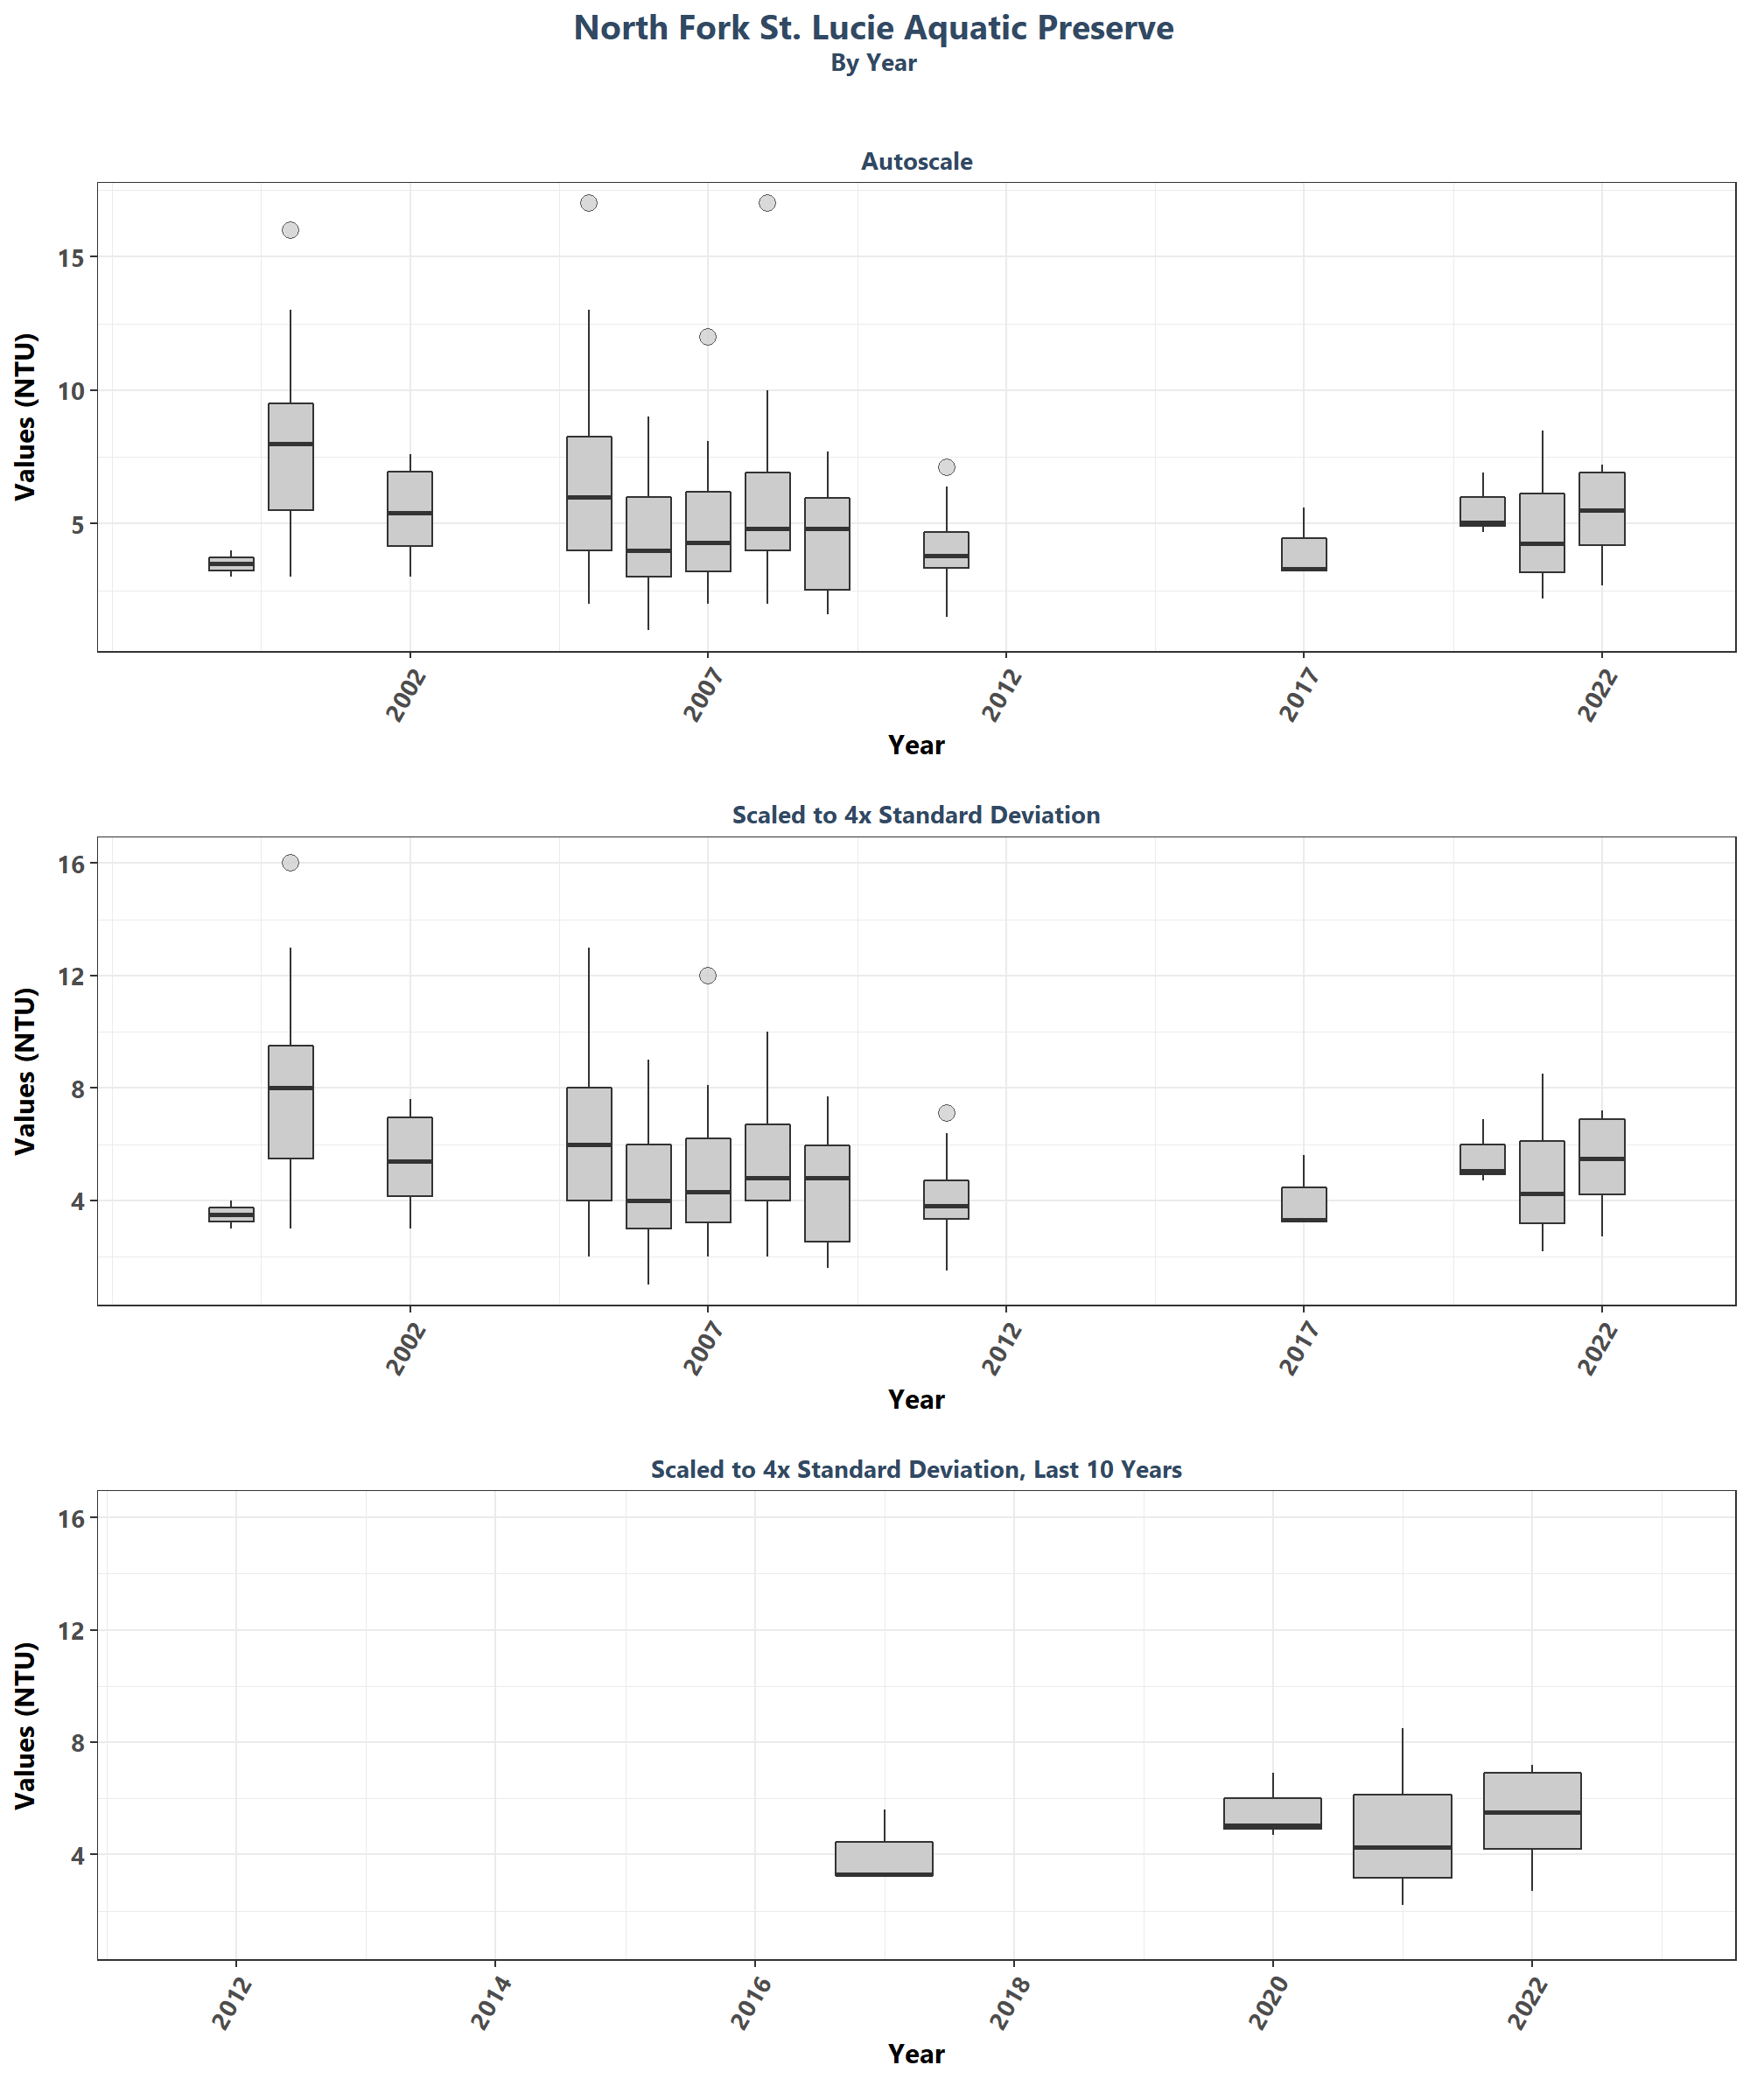 North Fork St. Lucie Aquatic Preserve
By Year
Autoscale
Values (NTU)
15
10
5
2002 2007 2012 2017 2022
Year
Scaled to 4x Standard Deviation
Values (NTU)
16
12
8
4
2002 2007 2012 2017 2022
Year
Scaled to 4x Standard Deviation, Last 10 Years
Values (NTU)
16
12
8
4
2012 2014 2016 2018 2020 2022
Year